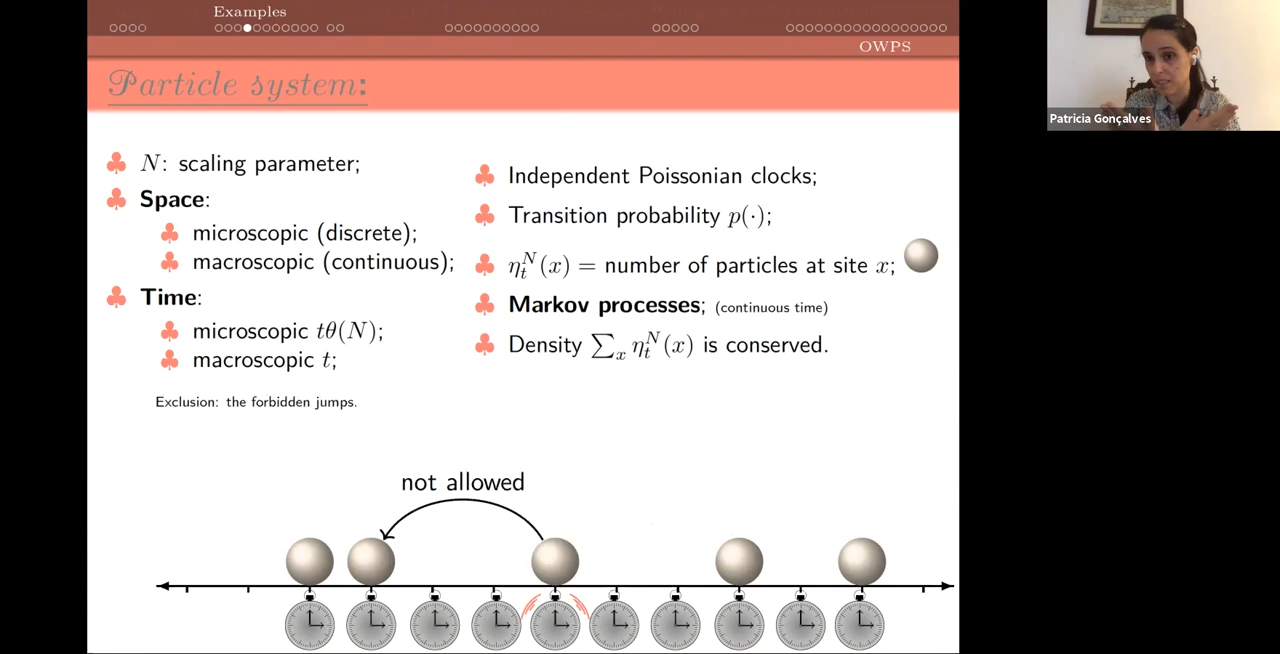 Examples
OWPS
Particle system:
N: scaling parameter;
Space:
microscopic (discrete);
macroscopic (continuous);
Time:
microscopic tθ(N);
macroscopic t;
Exclusion: the forbidden jumps.
Independent Poissonian clocks;
Transition probability p(·);
η_t^N(x) = number of particles at site x;
Markov processes; (continuous time)
Density ∑_x η_t^N(x) is conserved.
not allowed
Patricia Gonçalves